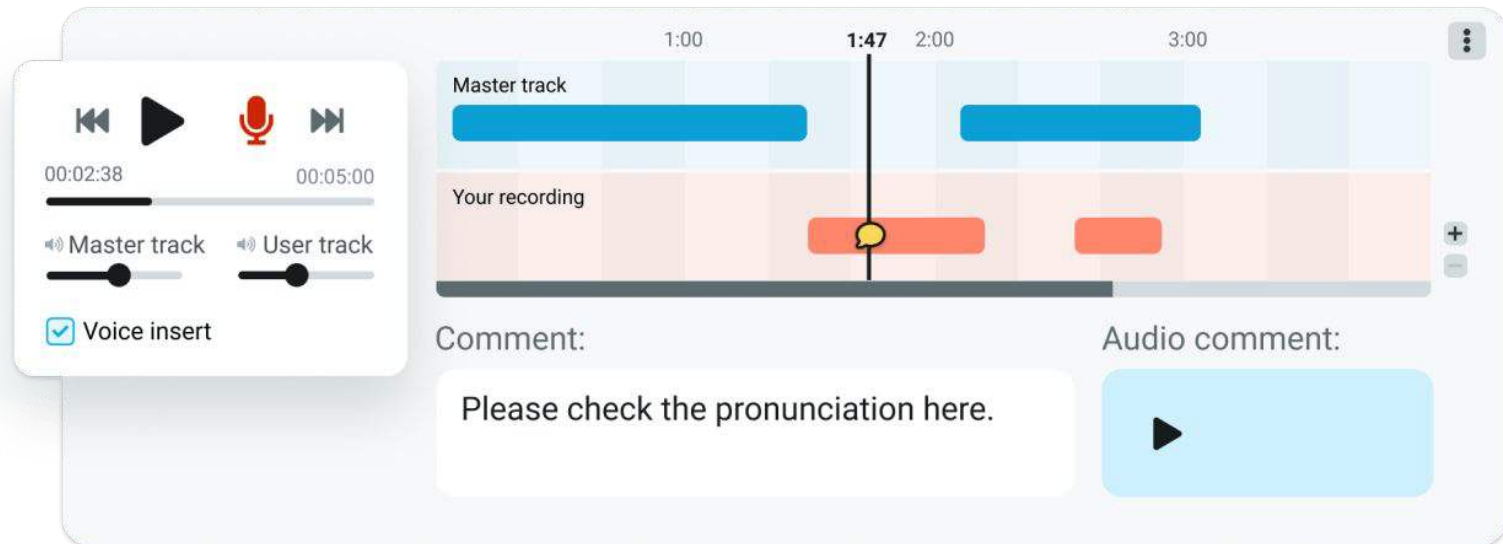 1:00 1:47 2:00 3:00
Master track
00:02:38 00:05:00
Your recording
Master track User track
Voice insert
Comment: Audio comment:
Please check the pronunciation here.